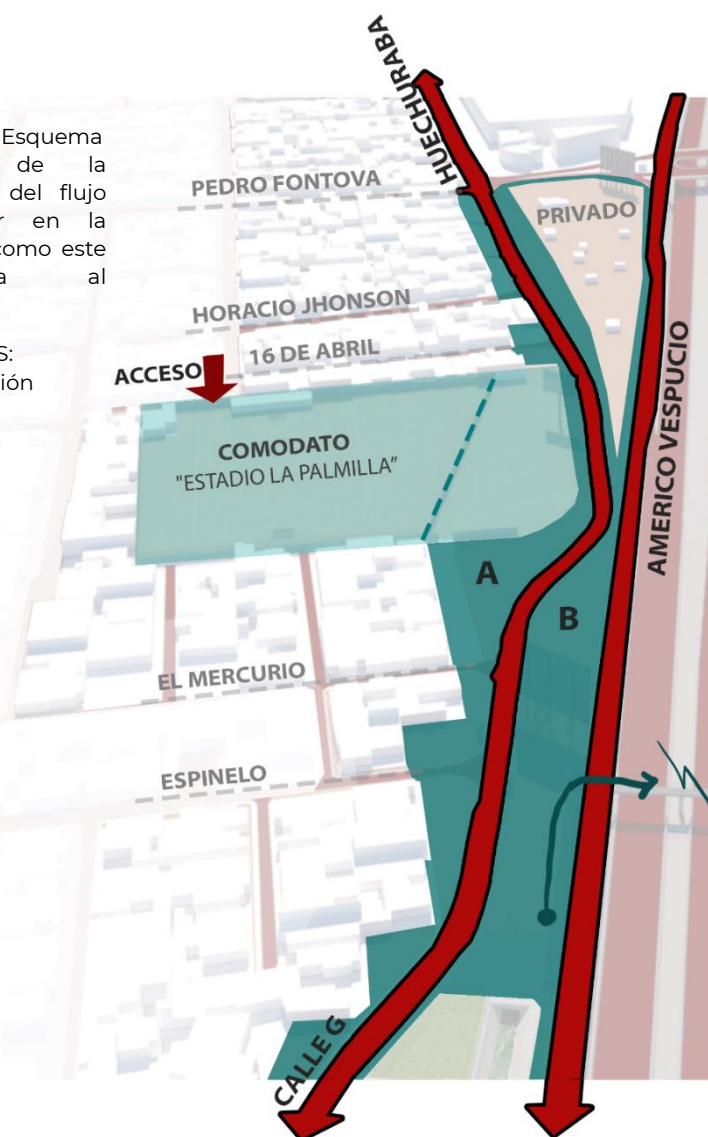 Esquema
de la
del flujo
r en la
como este
a al
S:
ión
HUECHURABA
PEDRO FONTOVA
PRIVADO
HORACIO JHONSON
16 DE ABRIL
ACCESO
AMERICO VESPUCIO
COMODATO
"ESTADIO LA PALMILLA"
A
B
EL MERCURIO
ESPINELO
CALLE G